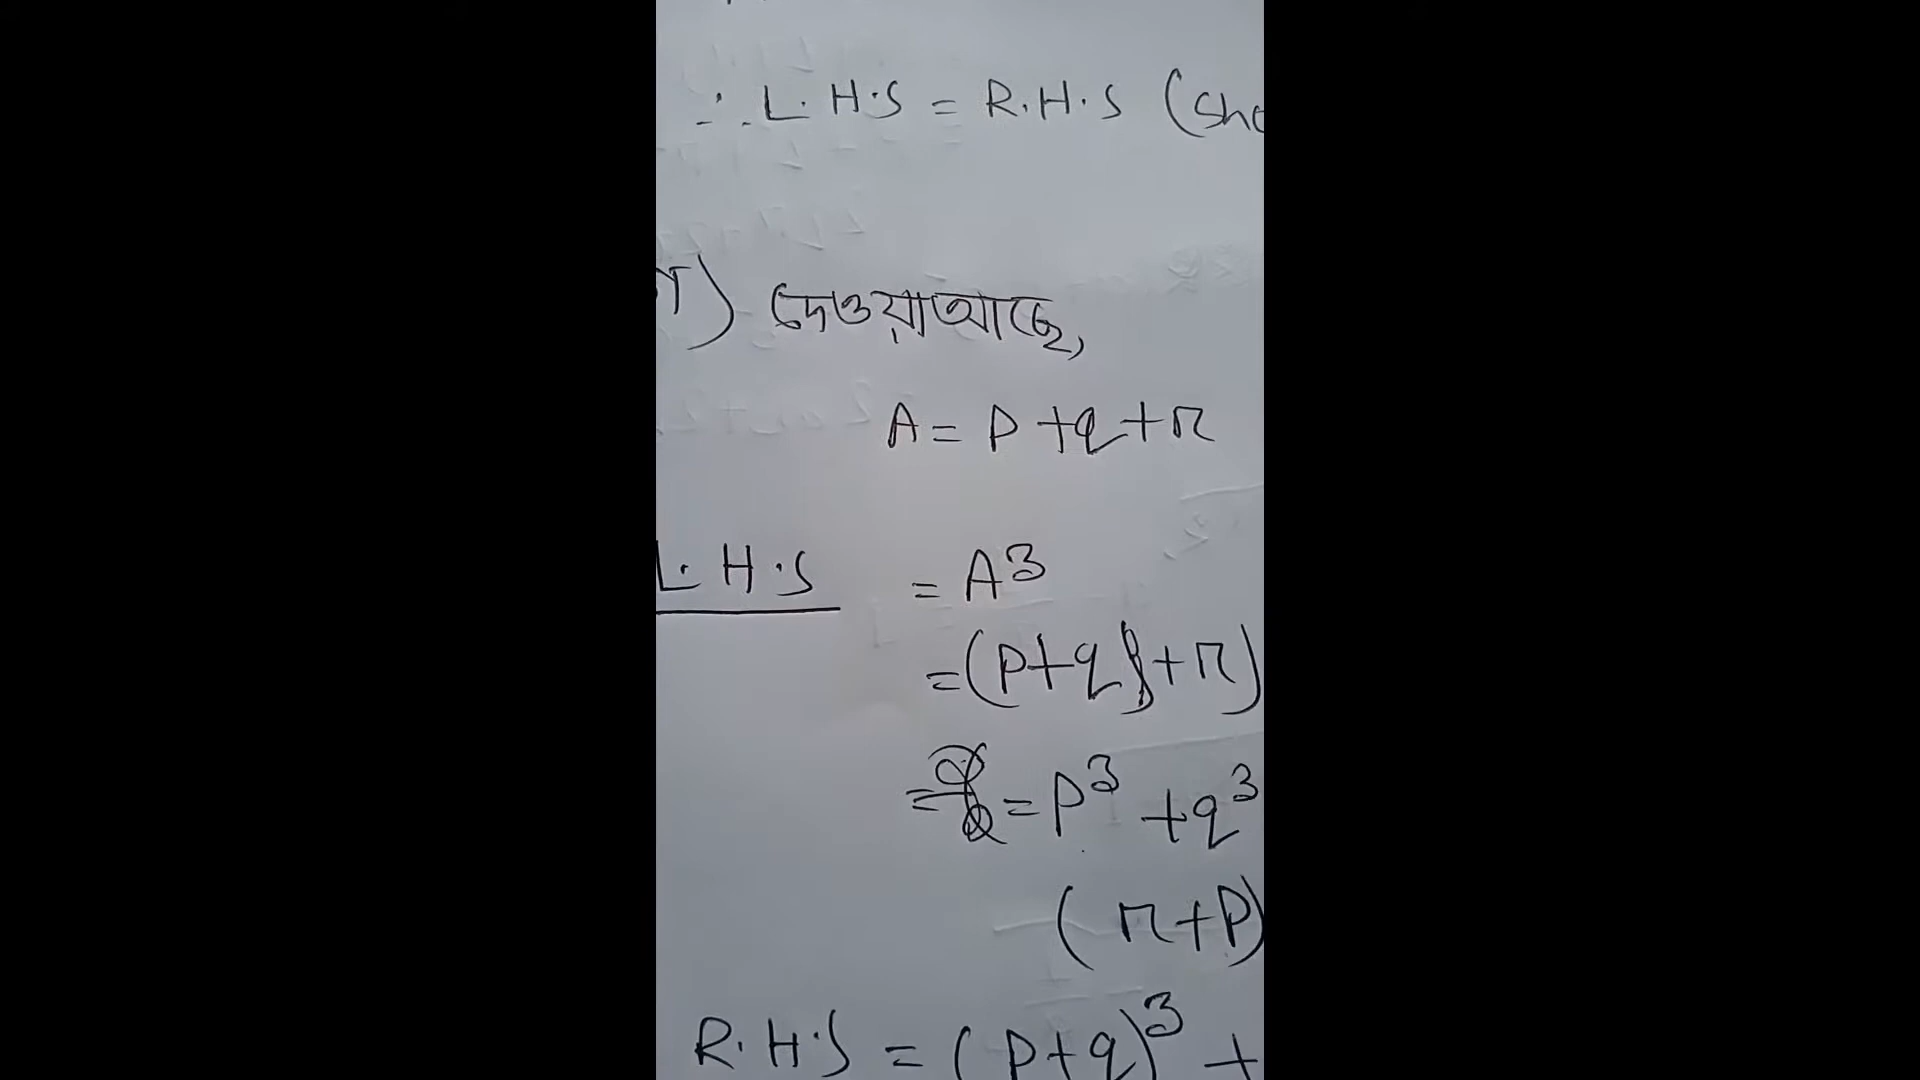 ∴ L.H.S = R.H.S (sho
গ) দেওয়া আছে,
A = p + q + r
L.H.S = A³
= (p+q+r)
= p³ + q³
(r+p)
R.H.S = (p+q)³ +